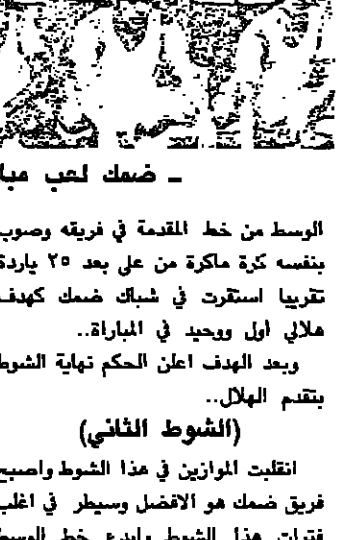 ـ ضمك لعب مبا
الوسط من خط المقدمة في فريقه وصوب
بنفسه كرة ماكرة من على بعد ٢٥ ياردة
تقريبا استقرت في شباك ضمك كهدف
هلالي أول ووحيد في المباراة..
وبعد الهدف اعلن الحكم نهاية الشوط
بتقدم الهلال..
(الشوط الثاني)
انقلبت الموازين في هذا الشوط واصبح
فريق ضمك هو الافضل وسيطر في اغلب
فترات هذا الشوط وابدع خط الوسط